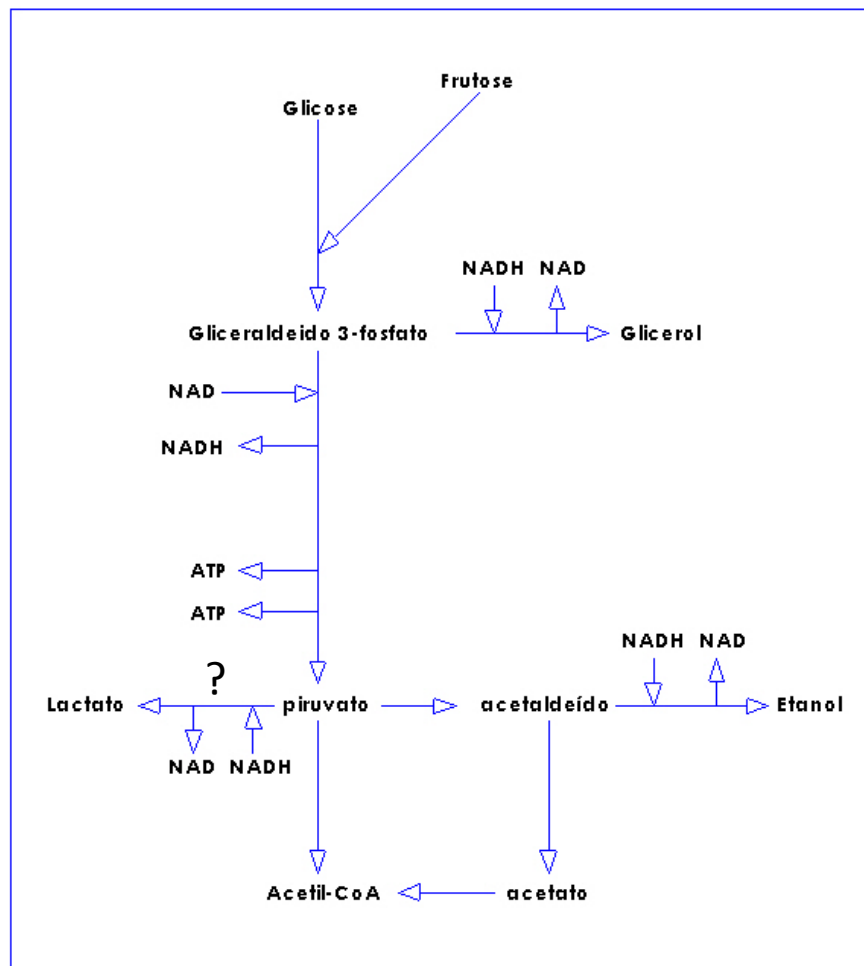 Frutose
Glicose
NADH NAD
Gliceraldeido 3-fosfato
Glicerol
NAD
NADH
ATP
ATP
NADH NAD
?
Lactato
piruvato
acetaldeído
Etanol
NAD NADH
Acetil-CoA
acetato